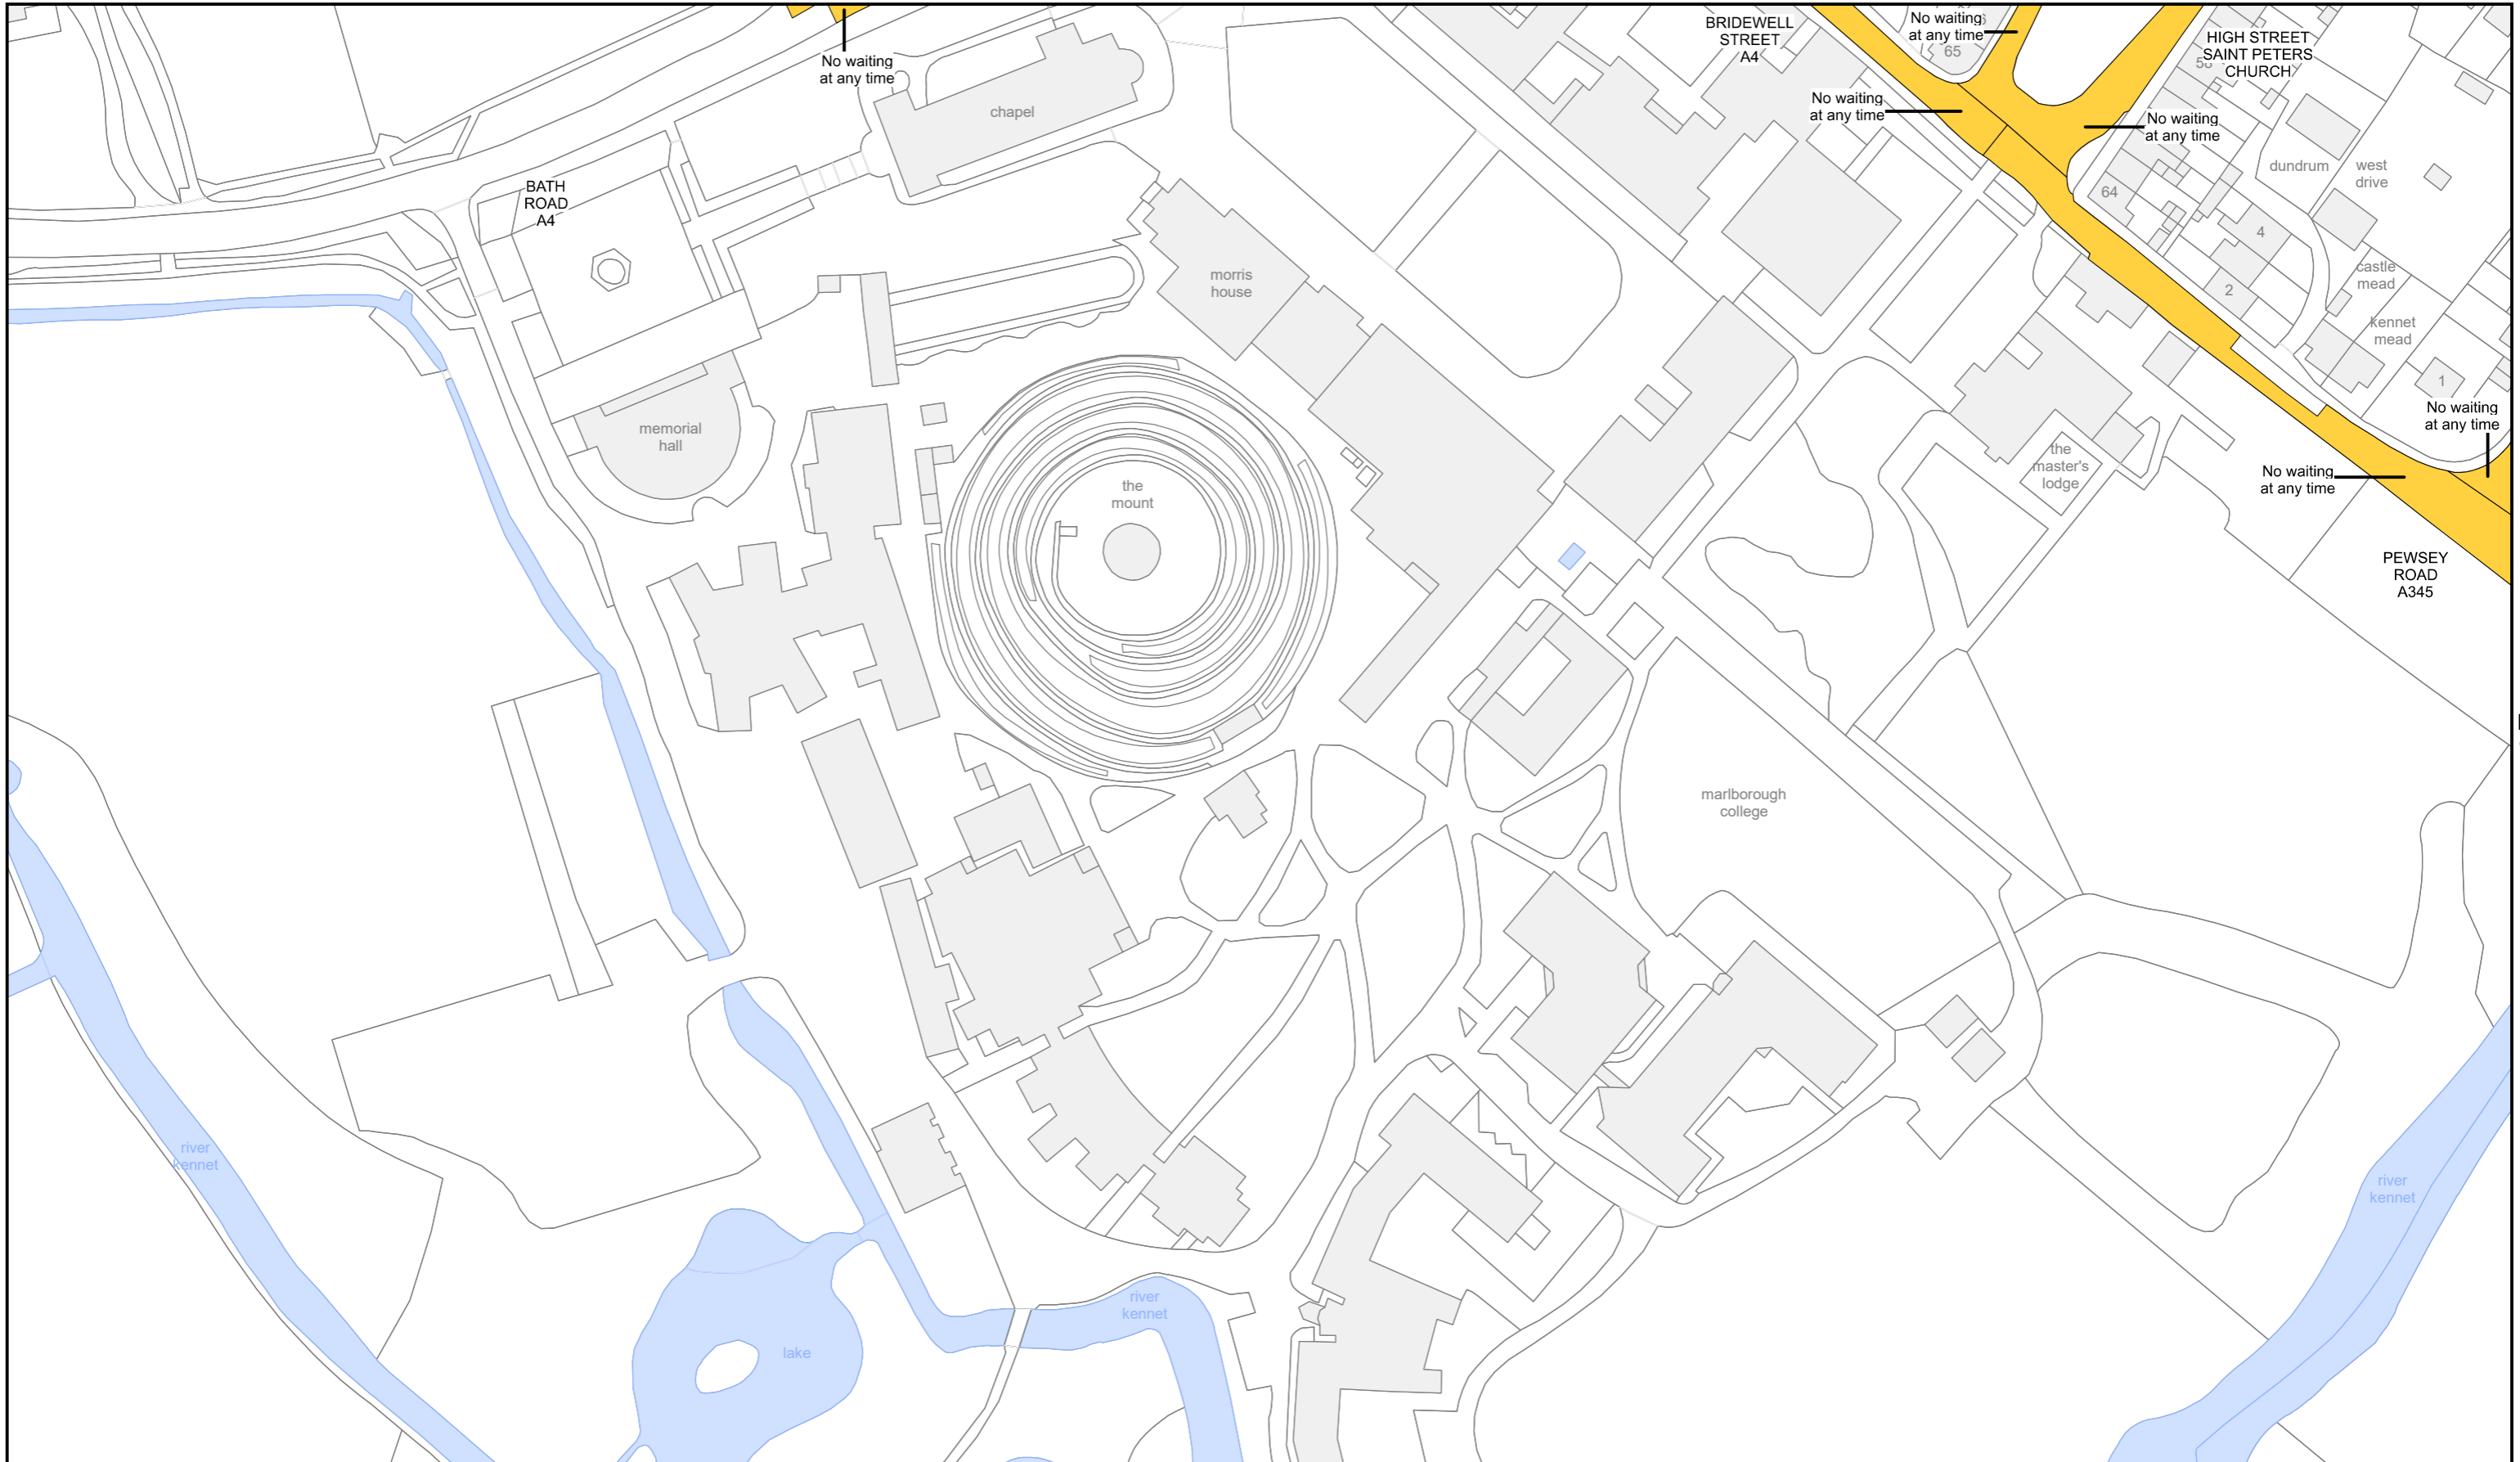 No waiting
at any time
BRIDEWELL
STREET
A4
No waiting
at any time
65
HIGH STREET
SAINT PETERS
CHURCH
No waiting
at any time
No waiting
at any time
chapel
BATH
ROAD
A4
dundrum
west
drive
64
4
2
castle
mead
kennet
mead
1
morris
house
memorial
hall
the
mount
the
master's
lodge
No waiting
at any time
No waiting
at any time
PEWSEY
ROAD
A345
marlborough
college
river
kennet
river
kennet
river
kennet
lake